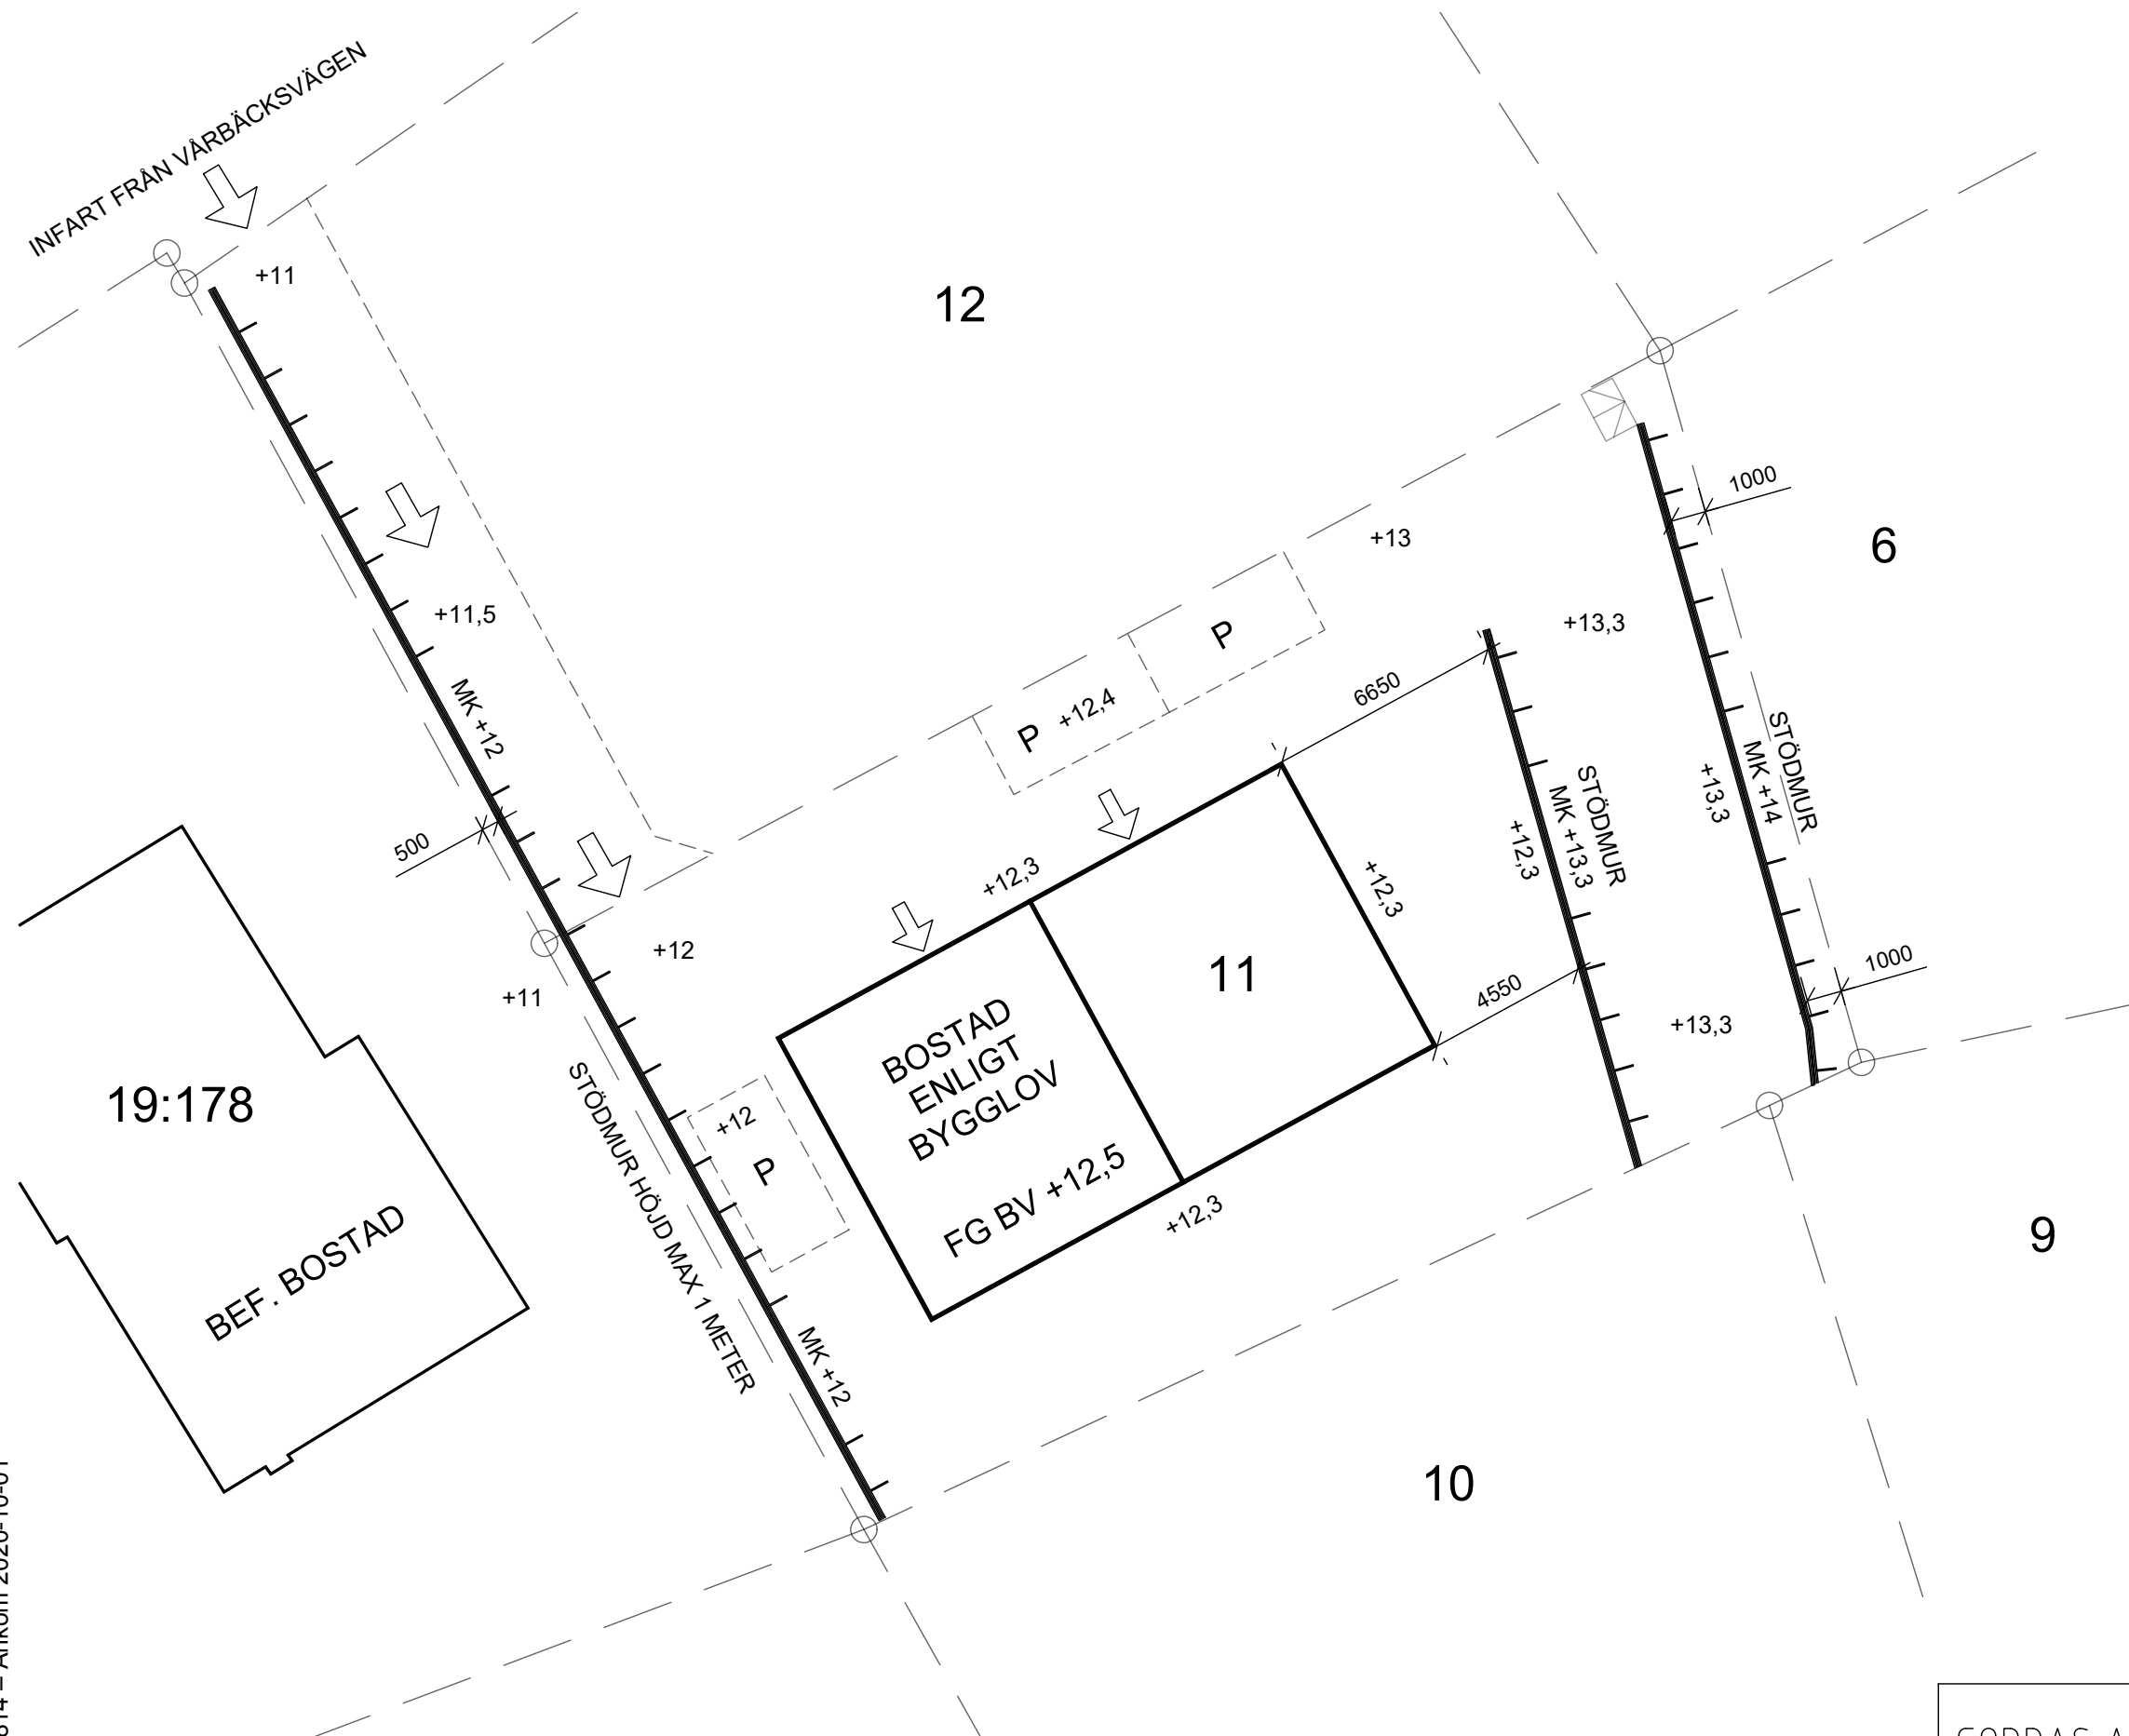 INFART FRÅN VÅRBÄCKSVÄGEN
+11
12
+11,5
MK +12
500
+12
+11
19:178
BEF. BOSTAD
STÖDMUR HÖJD MAX 1 METER
MK +12
+12
P
P
+12,4
P
+13
+12,3
+12,3
11
BOSTAD
ENLIGT
BYGGLOV
FG BV +12,5
+12,3
6650
4550
+12,3
STÖDMUR
MK +13,3
+13,3
+13,3
+13,3
STÖDMUR
MK +14
1000
6
1000
9
10